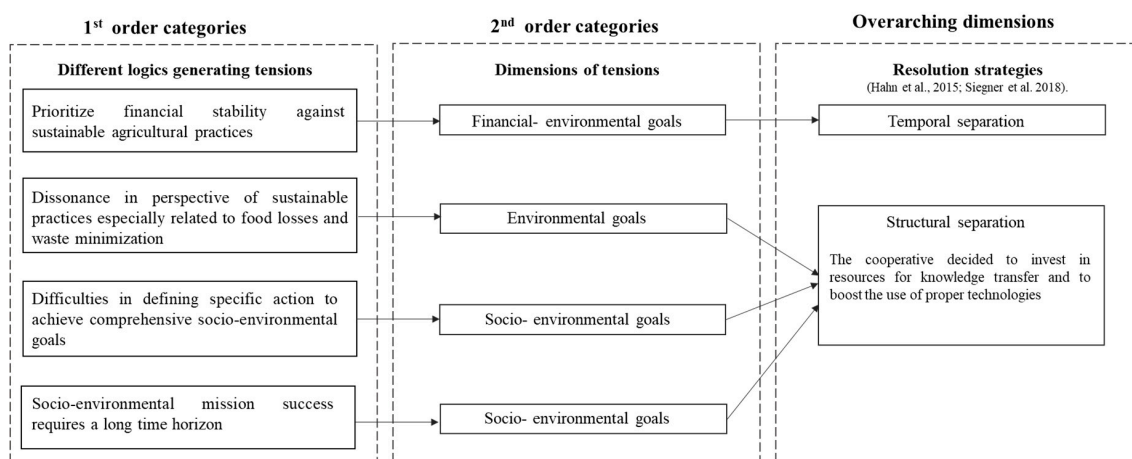 1st order categories
Different logics generating tensions
Prioritize financial stability against
sustainable agricultural practices
Dissonance in perspective of sustainable
practices especially related to food losses and
waste minimization
Difficulties in defining specific action to
achieve comprehensive socio-environmental
goals
Socio-environmental mission success
requires a long time horizon
2nd order categories
Dimensions of tensions
Financial- environmental goals
Environmental goals
Socio- environmental goals
Socio- environmental goals
Overarching dimensions
Resolution strategies
(Hahn et al., 2015; Siegner et al. 2018).
Temporal separation
Structural separation
The cooperative decided to invest in
resources for knowledge transfer and to
boost the use of proper technologies